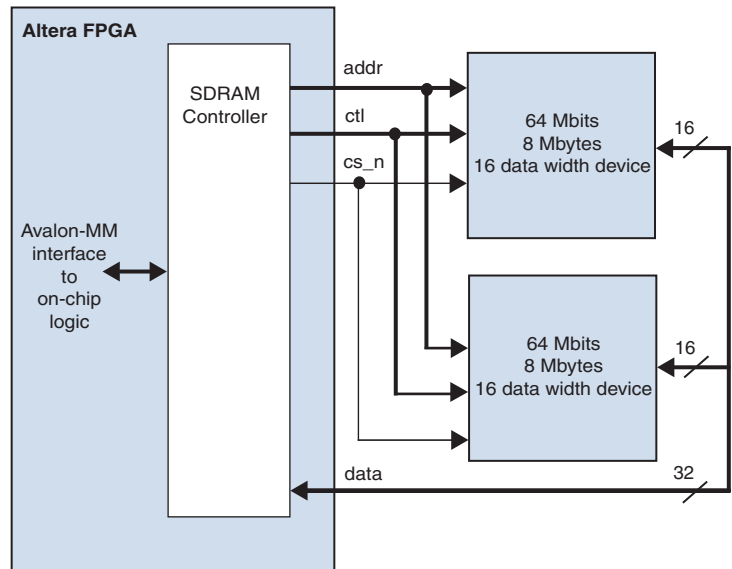 Altera FPGA
SDRAM
Controller
addr
ctl
cs_n
64 Mbits
8 Mbytes
16 data width device
16
Avalon-MM
interface
to
on-chip
logic
64 Mbits
8 Mbytes
16 data width device
16
data
32